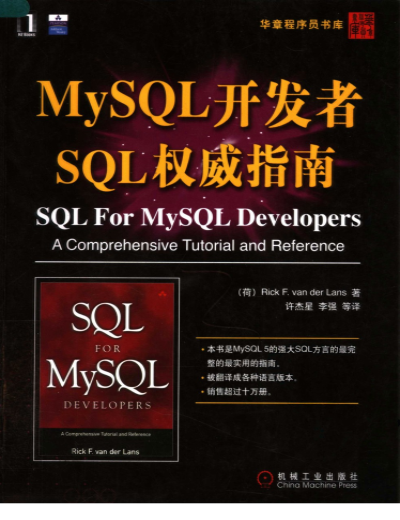 华章程序员书库
MySQL开发者
SQL权威指南
SQL For MySQL Developers
A Comprehensive Tutorial and Reference
（荷）Rick F. van der Lans 著
许杰星 李强 等译
SQL
FOR
MySQL
DEVELOPERS
A Comprehensive Tutorial and Reference
Rick F. van der Lans
·本书是MySQL 5的强大SQL方言的最完
整的最实用的指南。
·被翻译成各种语言版本。
·销售超过十万册。
机械工业出版社
China Machine Press